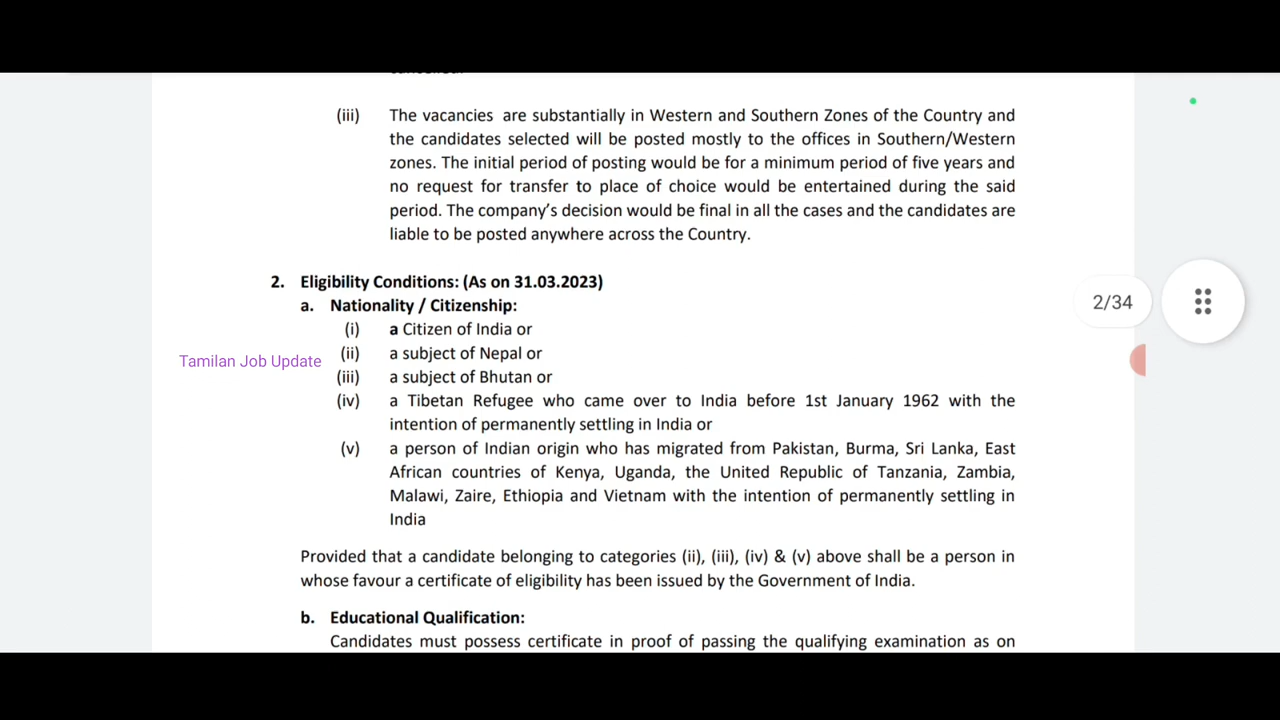 (iii) The vacancies are substantially in Western and Southern Zones of the Country and
the candidates selected will be posted mostly to the offices in Southern/Western
zones. The initial period of posting would be for a minimum period of five years and
no request for transfer to place of choice would be entertained during the said
period. The company’s decision would be final in all the cases and the candidates are
liable to be posted anywhere across the Country.
2. Eligibility Conditions: (As on 31.03.2023)
a. Nationality / Citizenship:
2/34
(i) a Citizen of India or
(ii) a subject of Nepal or
Tamilan Job Update
(iii) a subject of Bhutan or
(iv) a Tibetan Refugee who came over to India before 1st January 1962 with the
intention of permanently settling in India or
(v) a person of Indian origin who has migrated from Pakistan, Burma, Sri Lanka, East
African countries of Kenya, Uganda, the United Republic of Tanzania, Zambia,
Malawi, Zaire, Ethiopia and Vietnam with the intention of permanently settling in
India
Provided that a candidate belonging to categories (ii), (iii), (iv) & (v) above shall be a person in
whose favour a certificate of eligibility has been issued by the Government of India.
b. Educational Qualification:
Candidates must possess certificate in proof of passing the qualifying examination as on